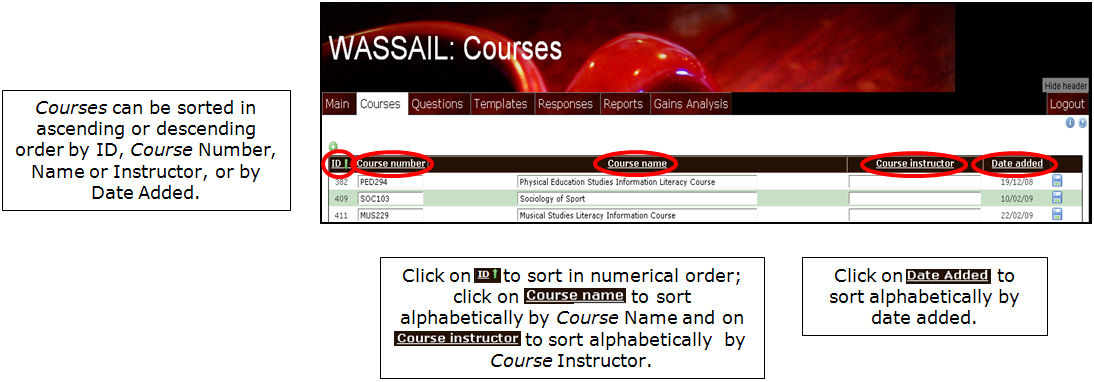 WASSAIL: Courses
Hide header
Main Courses Questions Templates Responses Reports Gains Analysis Logout
Courses can be sorted in
ascending or descending
order by ID, Course Number,
Name or Instructor, or by
Date Added.
ID Course number Course name Course instructor Date added
382 PED294 Physical Education Studies Information Literacy Course 19/12/08
409 SOC103 Sociology of Sport 10/02/09
411 MUS229 Musical Studies Literacy Information Course 22/02/09
Click on ID to sort in numerical order;
click on Course name to sort
alphabetically by Course Name and on
Course instructor to sort alphabetically by
Course Instructor.
Click on Date Added to
sort alphabetically by
date added.